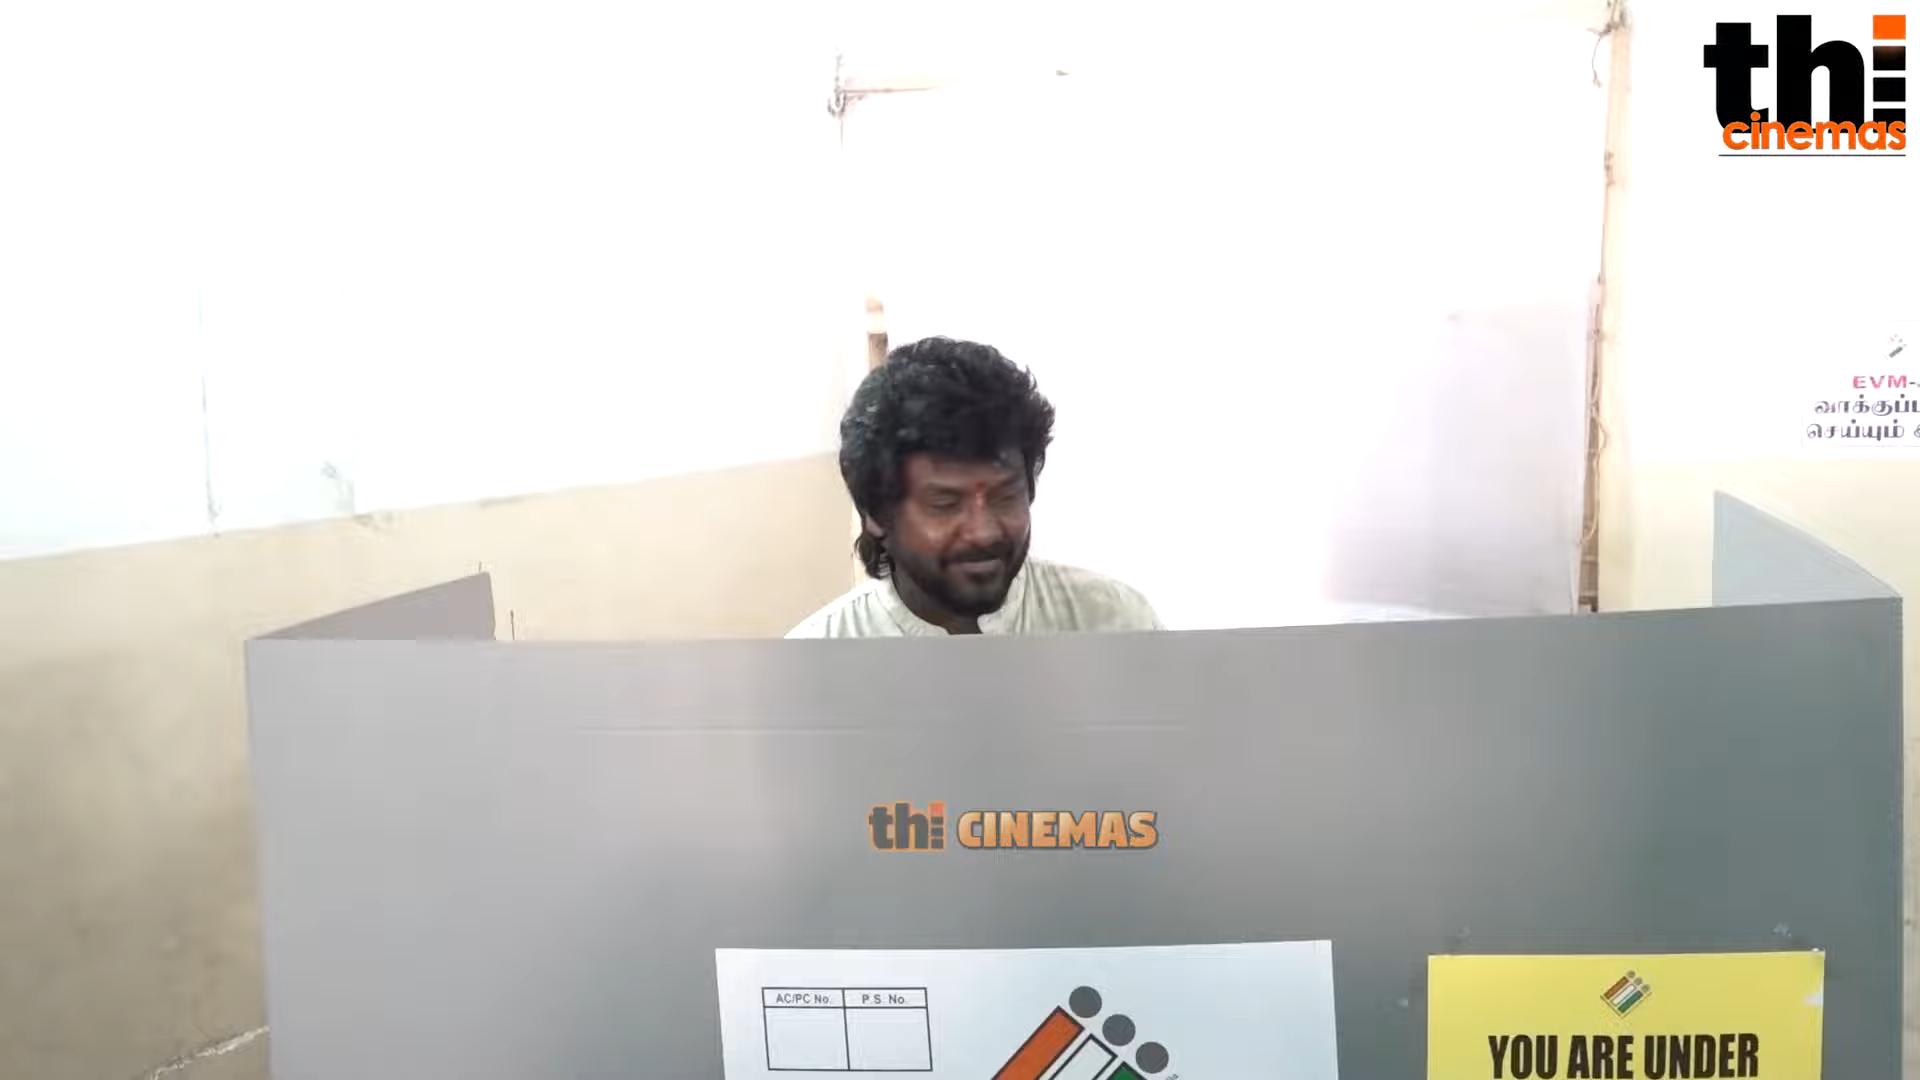 thi
cinemas
EVM-
செய்யும்
thi CINEMAS
AC/PC No.
P.S. No.
YOU ARE UNDER